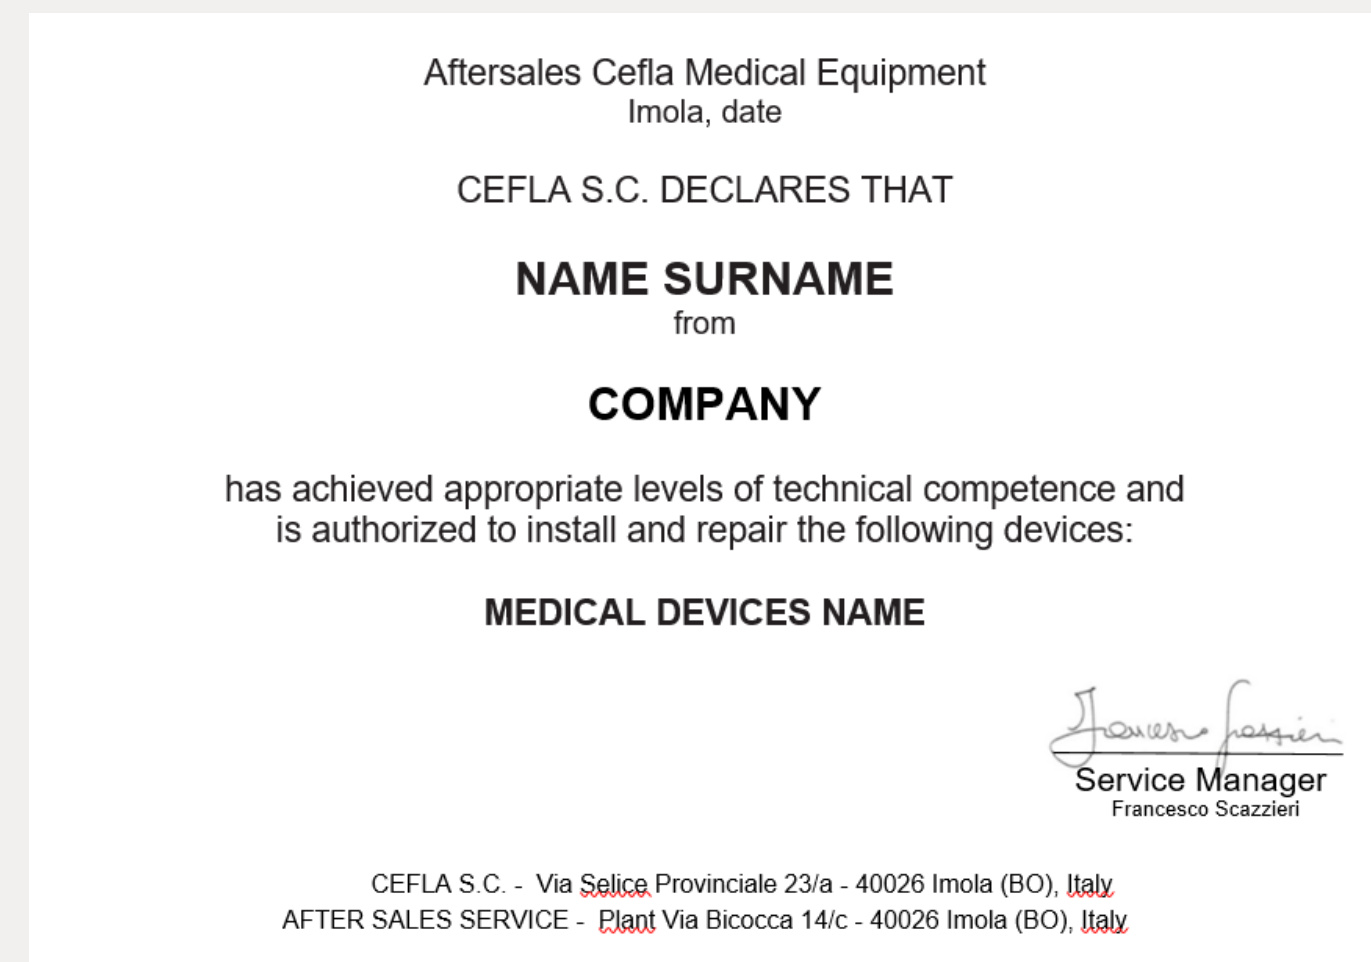 Aftersales Cefla Medical Equipment
Imola, date
CEFLA S.C. DECLARES THAT
NAME SURNAME
from
COMPANY
has achieved appropriate levels of technical competence and
is authorized to install and repair the following devices:
MEDICAL DEVICES NAME
Francesco Scazzieri
Service Manager
Francesco Scazzieri
CEFLA S.C. - Via Selice Provinciale 23/a - 40026 Imola (BO), Italy
AFTER SALES SERVICE - Plant Via Bicocca 14/c - 40026 Imola (BO), Italy